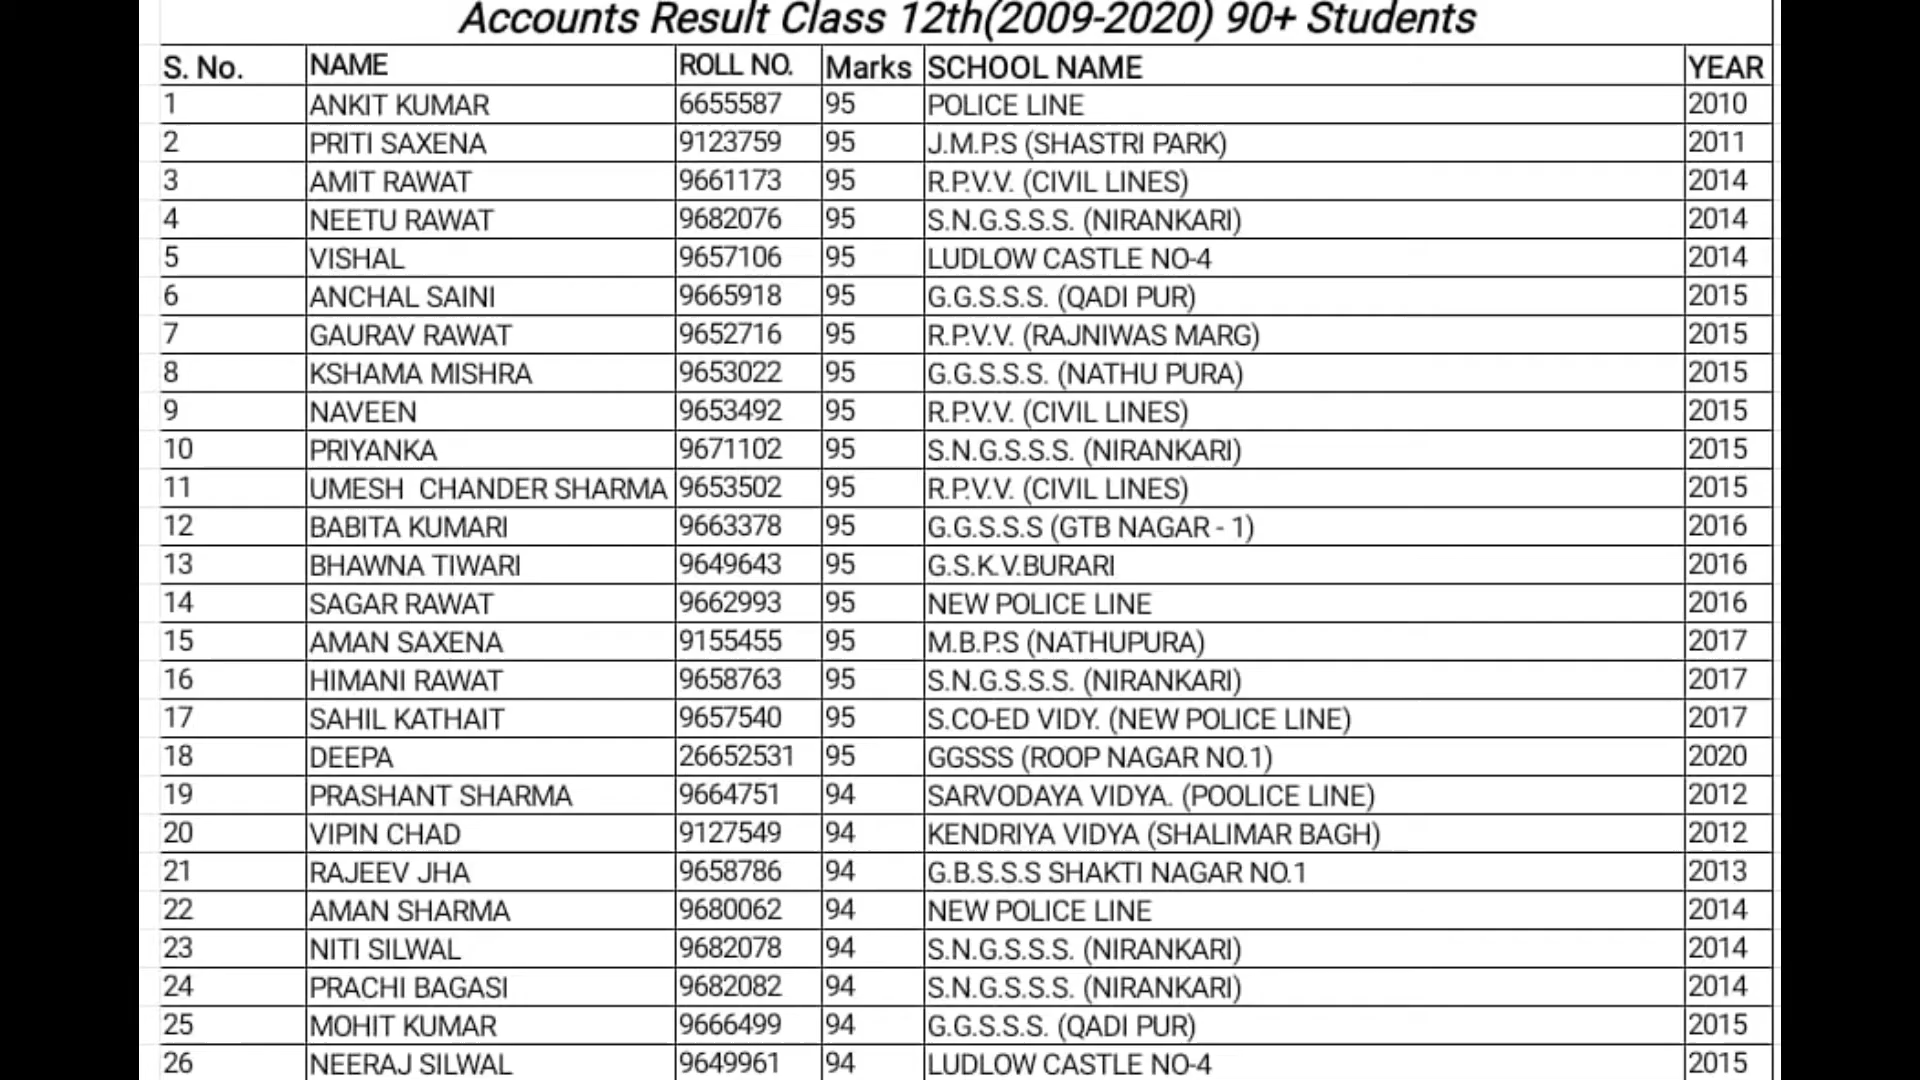 Accounts Result Class 12th(2009-2020) 90+ Students
S. No. NAME ROLL NO. Marks SCHOOL NAME YEAR
1 ANKIT KUMAR 6655587 95 POLICE LINE 2010
2 PRITI SAXENA 9123759 95 J.M.P.S (SHASTRI PARK) 2011
3 AMIT RAWAT 9661173 95 R.P.V.V. (CIVIL LINES) 2014
4 NEETU RAWAT 9682076 95 S.N.G.S.S.S. (NIRANKARI) 2014
5 VISHAL 9657106 95 LUDLOW CASTLE NO-4 2014
6 ANCHAL SAINI 9665918 95 G.G.S.S.S. (QADI PUR) 2015
7 GAURAV RAWAT 9652716 95 R.P.V.V. (RAJNIWAS MARG) 2015
8 KSHAMA MISHRA 9653022 95 G.G.S.S.S. (NATHU PURA) 2015
9 NAVEEN 9653492 95 R.P.V.V. (CIVIL LINES) 2015
10 PRIYANKA 9671102 95 S.N.G.S.S.S. (NIRANKARI) 2015
11 UMESH  CHANDER SHARMA 9653502 95 R.P.V.V. (CIVIL LINES) 2015
12 BABITA KUMARI 9663378 95 G.G.S.S.S (GTB NAGAR - 1) 2016
13 BHAWNA TIWARI 9649643 95 G.S.K.V.BURARI 2016
14 SAGAR RAWAT 9662993 95 NEW POLICE LINE 2016
15 AMAN SAXENA 9155455 95 M.B.P.S (NATHUPURA) 2017
16 HIMANI RAWAT 9658763 95 S.N.G.S.S.S. (NIRANKARI) 2017
17 SAHIL KATHAIT 9657540 95 S.CO-ED VIDY. (NEW POLICE LINE) 2017
18 DEEPA 26652531 95 GGSSS (ROOP NAGAR NO.1) 2020
19 PRASHANT SHARMA 9664751 94 SARVODAYA VIDYA. (POOLICE LINE) 2012
20 VIPIN CHAD 9127549 94 KENDRIYA VIDYA (SHALIMAR BAGH) 2012
21 RAJEEV JHA 9658786 94 G.B.S.S.S SHAKTI NAGAR NO.1 2013
22 AMAN SHARMA 9680062 94 NEW POLICE LINE 2014
23 NITI SILWAL 9682078 94 S.N.G.S.S.S. (NIRANKARI) 2014
24 PRACHI BAGASI 9682082 94 S.N.G.S.S.S. (NIRANKARI) 2014
25 MOHIT KUMAR 9666499 94 G.G.S.S.S. (QADI PUR) 2015
26 NEERAJ SILWAL 9649961 94 LUDLOW CASTLE NO-4 2015